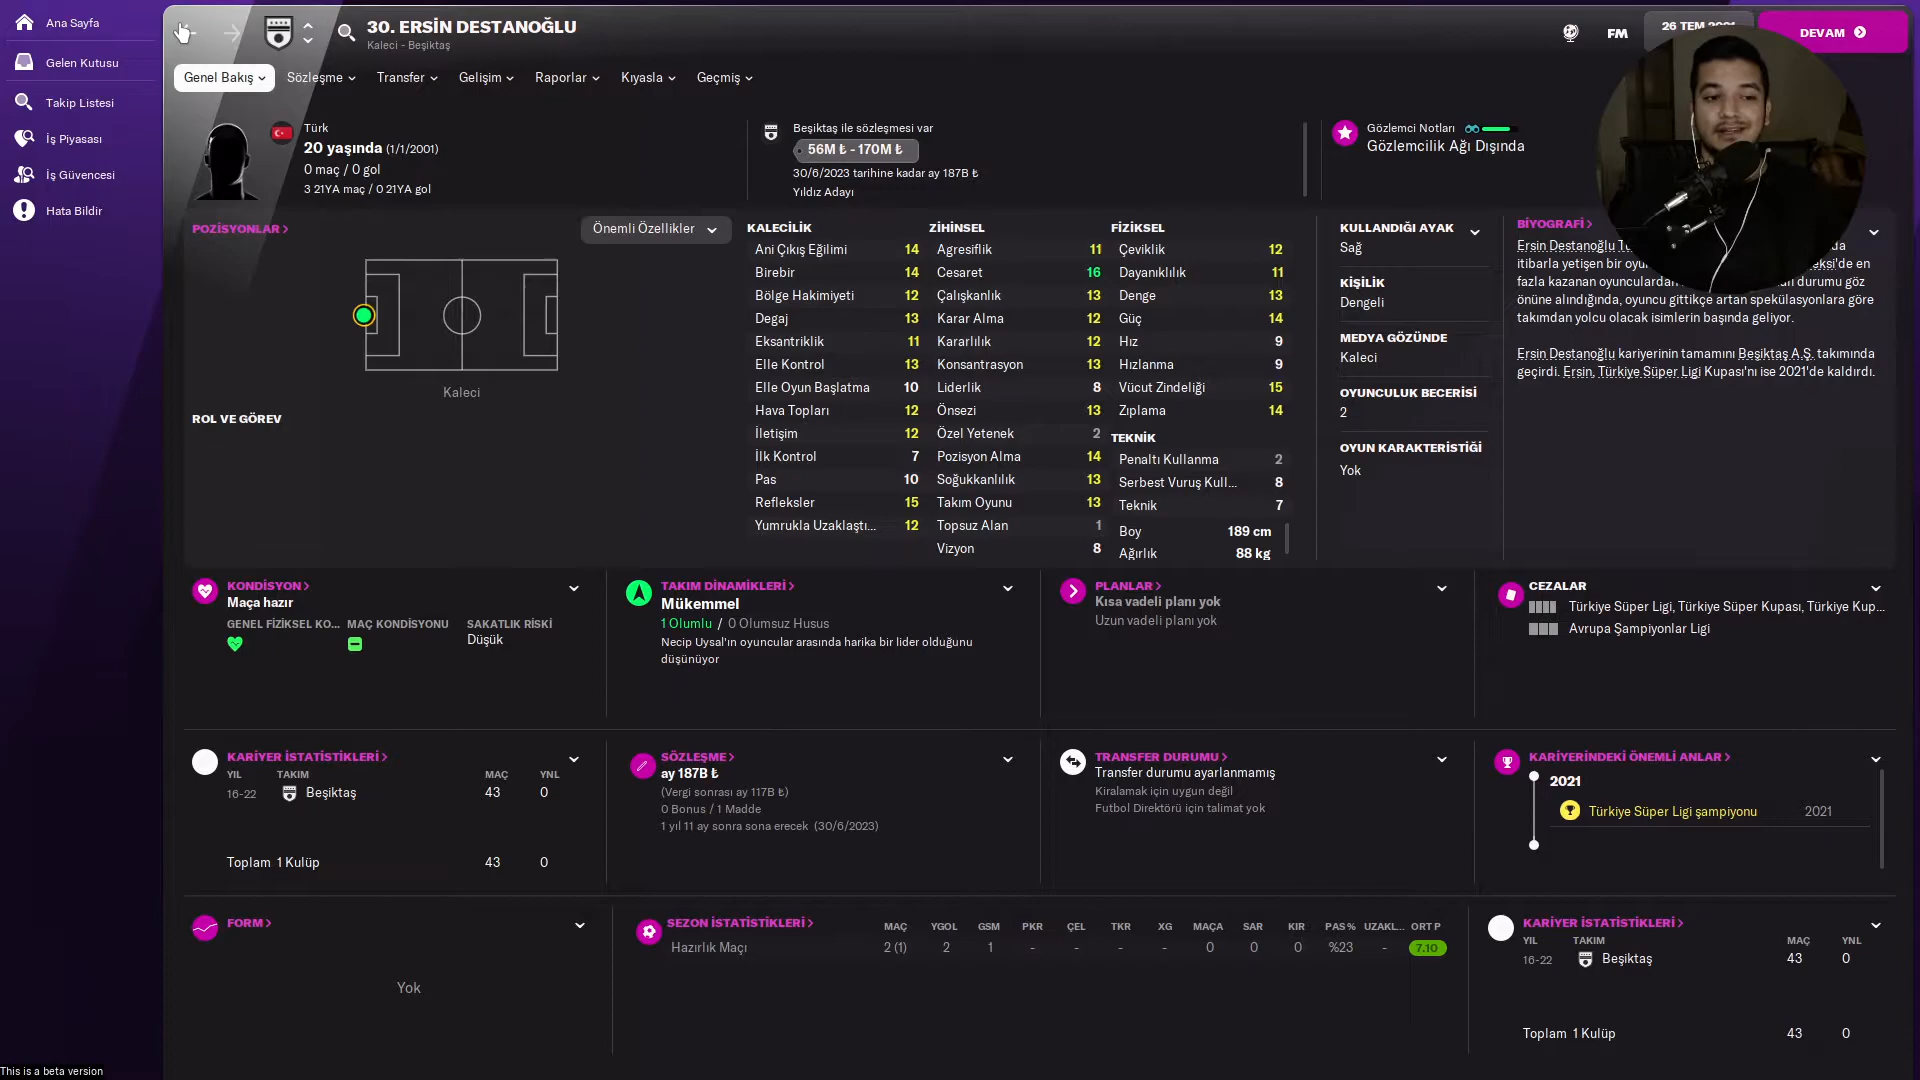 Ana Sayfa
Gelen Kutusu
Takip Listesi
İş Piyasası
İş Güvencesi
Hata Bildir
30. ERSİN DESTANOĞLU
Kaleci - Beşiktaş
FM
DEVAM
Genel Bakış
Sözleşme
Transfer
Gelişim
Raporlar
Kıyasla
Geçmiş
Türk
20 yaşında (1/1/2001)
0 maç / 0 gol
3 21YA maç / 0 21YA gol
Beşiktaş ile sözleşmesi var
56M ₺ - 170M ₺
30/6/2023 tarihine kadar ay 187B ₺
Yıldız Adayı
Gözlemci Notları
Gözlemcilik Ağı Dışında
POZİSYONLAR
Önemli Özellikler
Kaleci
ROL VE GÖREV
KALECİLİK
Ani Çıkış Eğilimi 14
Birebir 14
Bölge Hakimiyeti 12
Degaj 13
Eksantriklik 11
Elle Kontrol 13
Elle Oyun Başlatma 10
Hava Topları 12
İletişim 12
İlk Kontrol 7
Pas 10
Refleksler 15
Yumrukla Uzaklaştı... 12
ZİHİNSEL
Agresiflik 11
Cesaret 16
Çalışkanlık 13
Karar Alma 12
Kararlılık 12
Konsantrasyon 13
Liderlik 8
Önsezi 13
Özel Yetenek 2
Pozisyon Alma 14
Soğukkanlılık 13
Takım Oyunu 13
Topsuz Alan 1
Vizyon 8
FİZİKSEL
Çeviklik 12
Dayanıklılık 11
Denge 13
Güç 14
Hız 9
Hızlanma 9
Vücut Zindeliği 15
Zıplama 14
TEKNİK
Penaltı Kullanma 2
Serbest Vuruş Kull... 8
Teknik 7
Boy 189 cm
Ağırlık 88 kg
KULLANDIĞI AYAK
Sağ
KİŞİLİK
Dengeli
MEDYA GÖZÜNDE
Kaleci
OYUNCULUK BECERİSİ
2
OYUN KARAKTERİSTİĞİ
Yok
BİYOGRAFİ
Ersin Destanoğlu
itibarla yetişen bir
fazla kazanan oyunculardan durumu göz
önüne alındığında, oyuncu gittikçe artan spekülasyonlara göre
takımdan yolcu olacak isimlerin başında geliyor.
Ersin Destanoğlu kariyerinin tamamını Beşiktaş A.Ş. takımında
geçirdi. Ersin, Türkiye Süper Ligi Kupası'nı ise 2021'de kaldırdı.
KONDİSYON
Maça hazır
GENEL FİZİKSEL KO... MAÇ KONDİSYONU SAKATLIK RİSKİ
Düşük
TAKIM DİNAMİKLERİ
Mükemmel
1 Olumlu / 0 Olumsuz Husus
Necip Uysal'ın oyuncular arasında harika bir lider olduğunu
düşünüyor
PLANLAR
Kısa vadeli planı yok
Uzun vadeli planı yok
CEZALAR
Türkiye Süper Ligi, Türkiye Süper Kupası, Türkiye Kup...
Avrupa Şampiyonlar Ligi
KARİYER İSTATİSTİKLERİ
YIL TAKIM MAÇ YNL
16-22 Beşiktaş 43 0
Toplam 1 Kulüp 43 0
SÖZLEŞME
ay 187B ₺
(Vergi sonrası ay 117B ₺)
0 Bonus / 1 Madde
1 yıl 11 ay sonra sona erecek (30/6/2023)
TRANSFER DURUMU
Transfer durumu ayarlanmamış
Kiralamak için uygun değil
Futbol Direktörü için talimat yok
KARİYERİNDEKİ ÖNEMLİ ANLAR
2021
Türkiye Süper Ligi şampiyonu 2021
FORM
Yok
SEZON İSTATİSTİKLERİ MAÇ YGOL GSM PKR ÇEL TKR XG MAÇA SAR KIR PAS % UZAKL... ORT P
Hazırlık Maçı 2 (1) 2 1 - - - - 0 0 0 %23 - 7.10
KARİYER İSTATİSTİKLERİ
YIL TAKIM MAÇ YNL
16-22 Beşiktaş 43 0
Toplam 1 Kulüp 43 0
This is a beta version